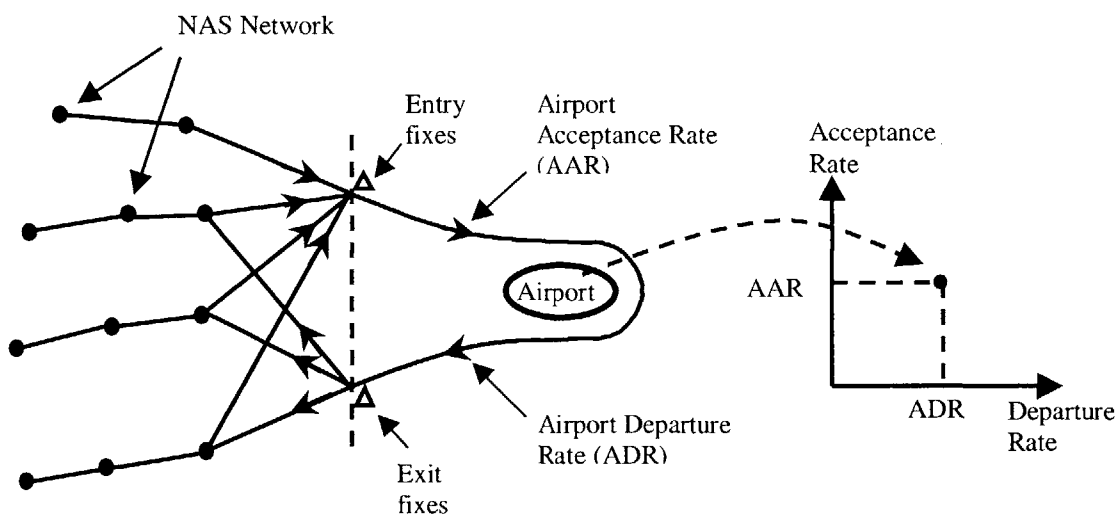 NAS Network
Entry
fixes
Airport
Acceptance Rate
(AAR)
Acceptance
Rate
Airport
AAR
ADR
Departure
Rate
Airport Departure
Rate (ADR)
Exit
fixes